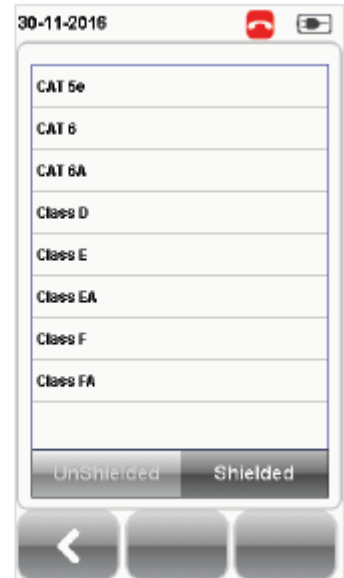 30-11-2016
CAT 5e
CAT 6
CAT 6A
Class D
Class E
Class EA
Class F
Class FA
UnShielded Shielded